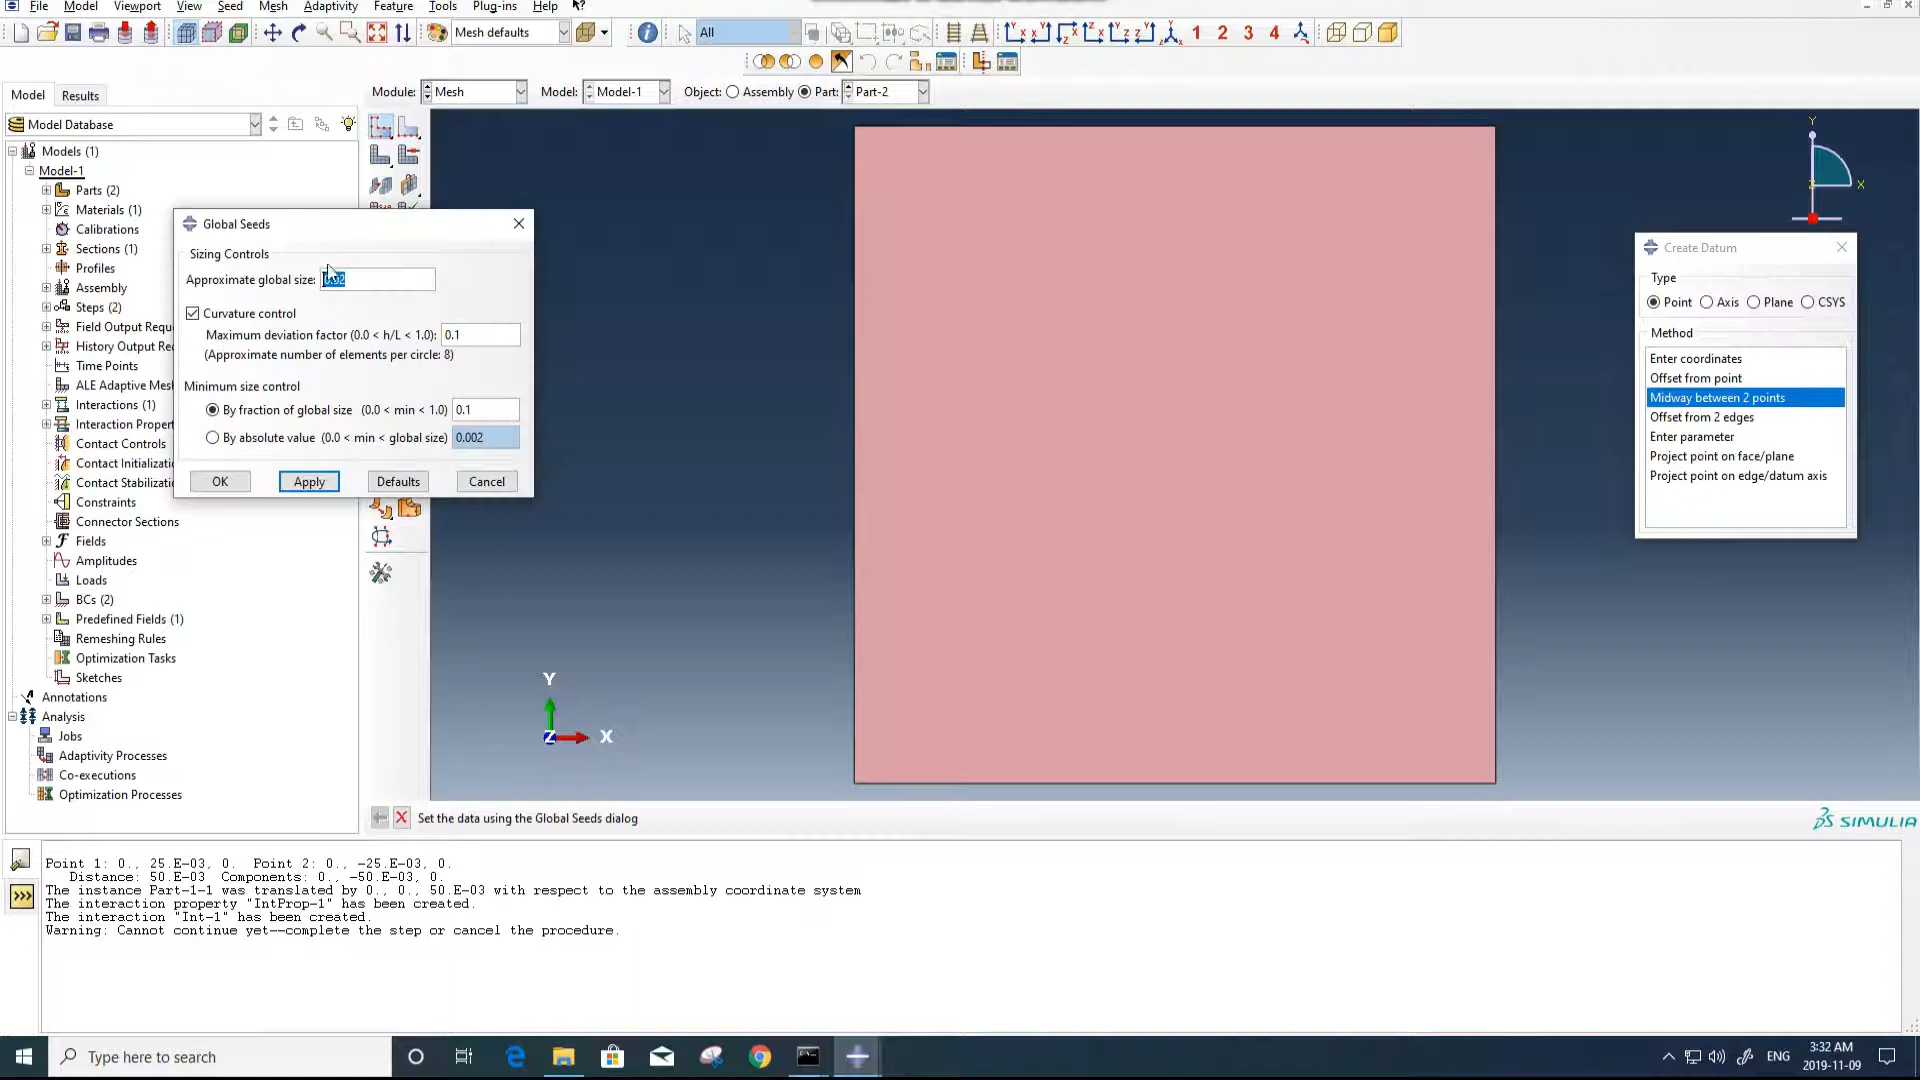 File Model Viewport View Seed Mesh Adaptivity Feature Tools Plug-ins Help
Mesh defaults All 1 2 3 4
Model Results Module: Mesh Model: Model-1 Object: Assembly Part: Part-2
Model Database
Models (1)
Model-1
Parts (2)
Materials (1)
Calibrations
Sections (1)
Profiles
Assembly
Steps (2)
Field Output Requ
History Output Re
Time Points
ALE Adaptive Mesh
Interactions (1)
Interaction Propert
Contact Controls
Contact Initializatio
Contact Stabilizatio
Constraints
Connector Sections
Fields
Amplitudes
Loads
BCs (2)
Predefined Fields (1)
Remeshing Rules
Optimization Tasks
Sketches
Annotations
Analysis
Jobs
Adaptivity Processes
Co-executions
Optimization Processes
Global Seeds
Sizing Controls
Approximate global size: 0.02
Curvature control
Maximum deviation factor (0.0 < h/L < 1.0): 0.1
(Approximate number of elements per circle: 8)
Minimum size control
By fraction of global size (0.0 < min < 1.0) 0.1
By absolute value (0.0 < min < global size) 0.002
OK Apply Defaults Cancel
Y
X
Z
Create Datum
Type
Point Axis Plane CSYS
Method
Enter coordinates
Offset from point
Midway between 2 points
Offset from 2 edges
Enter parameter
Project point on face/plane
Project point on edge/datum axis
Y
Z X
Set the data using the Global Seeds dialog
SIMULIA
Point 1: 0., 25.E-03, 0. Point 2: 0., -25.E-03, 0.
Distance: 50.E-03 Components: 0., -50.E-03, 0.
The instance Part-1-1 was translated by 0., 0., 50.E-03 with respect to the assembly coordinate system
The interaction property "IntProp-1" has been created.
The interaction "Int-1" has been created.
Warning: Cannot continue yet--complete the step or cancel the procedure.
>>>
Type here to search
ENG
3:32 AM
2019-11-09